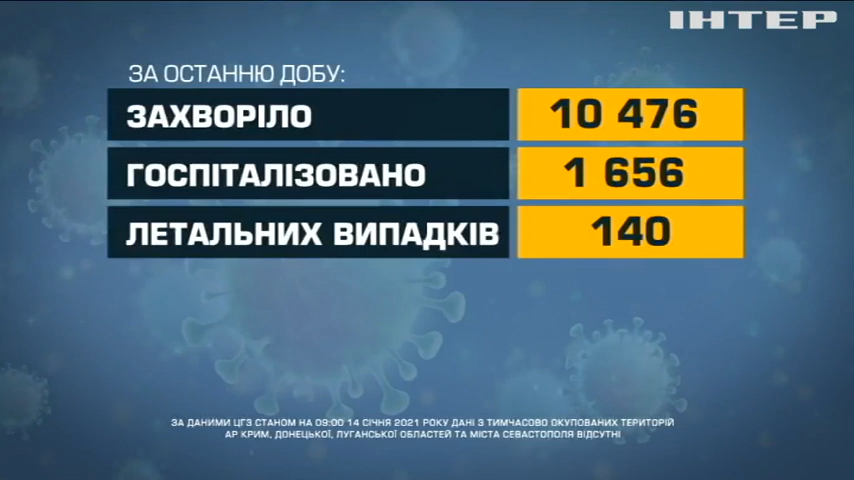 ІНТЕР
ЗА ОСТАННЮ ДОБУ:
ЗАХВОРІЛО 10 476
ГОСПІТАЛІЗОВАНО 1 656
ЛЕТАЛЬНИХ ВИПАДКІВ 140
ЗА ДАНИМИ ЦГЗ СТАНОМ НА 09:00 14 СІЧНЯ 2021 РОКУ ДАНІ З ТИМЧАСОВО ОКУПОВАНИХ ТЕРИТОРІЙ
АР КРИМ, ДОНЕЦЬКОЇ, ЛУГАНСЬКОЇ ОБЛАСТЕЙ ТА МІСТА СЕВАСТОПОЛЯ ВІДСУТНІ